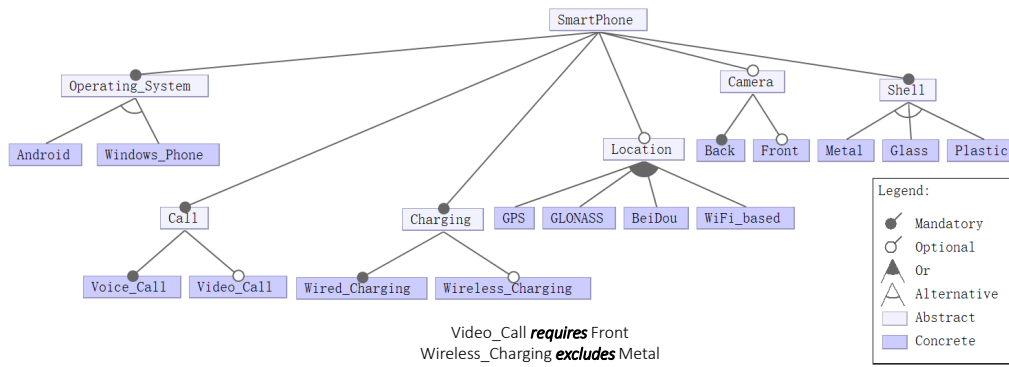 SmartPhone
Operating_System
Camera
Shell
Android
Windows_Phone
Location
Back
Front
Metal
Glass
Plastic
Call
Charging
GPS
GLONASS
BeiDou
WiFi_based
Voice_Call
Video_Call
Wired_Charging
Wireless_Charging
Legend:
Mandatory
Optional
Or
Alternative
Abstract
Concrete
Video_Call requires Front
Wireless_Charging excludes Metal